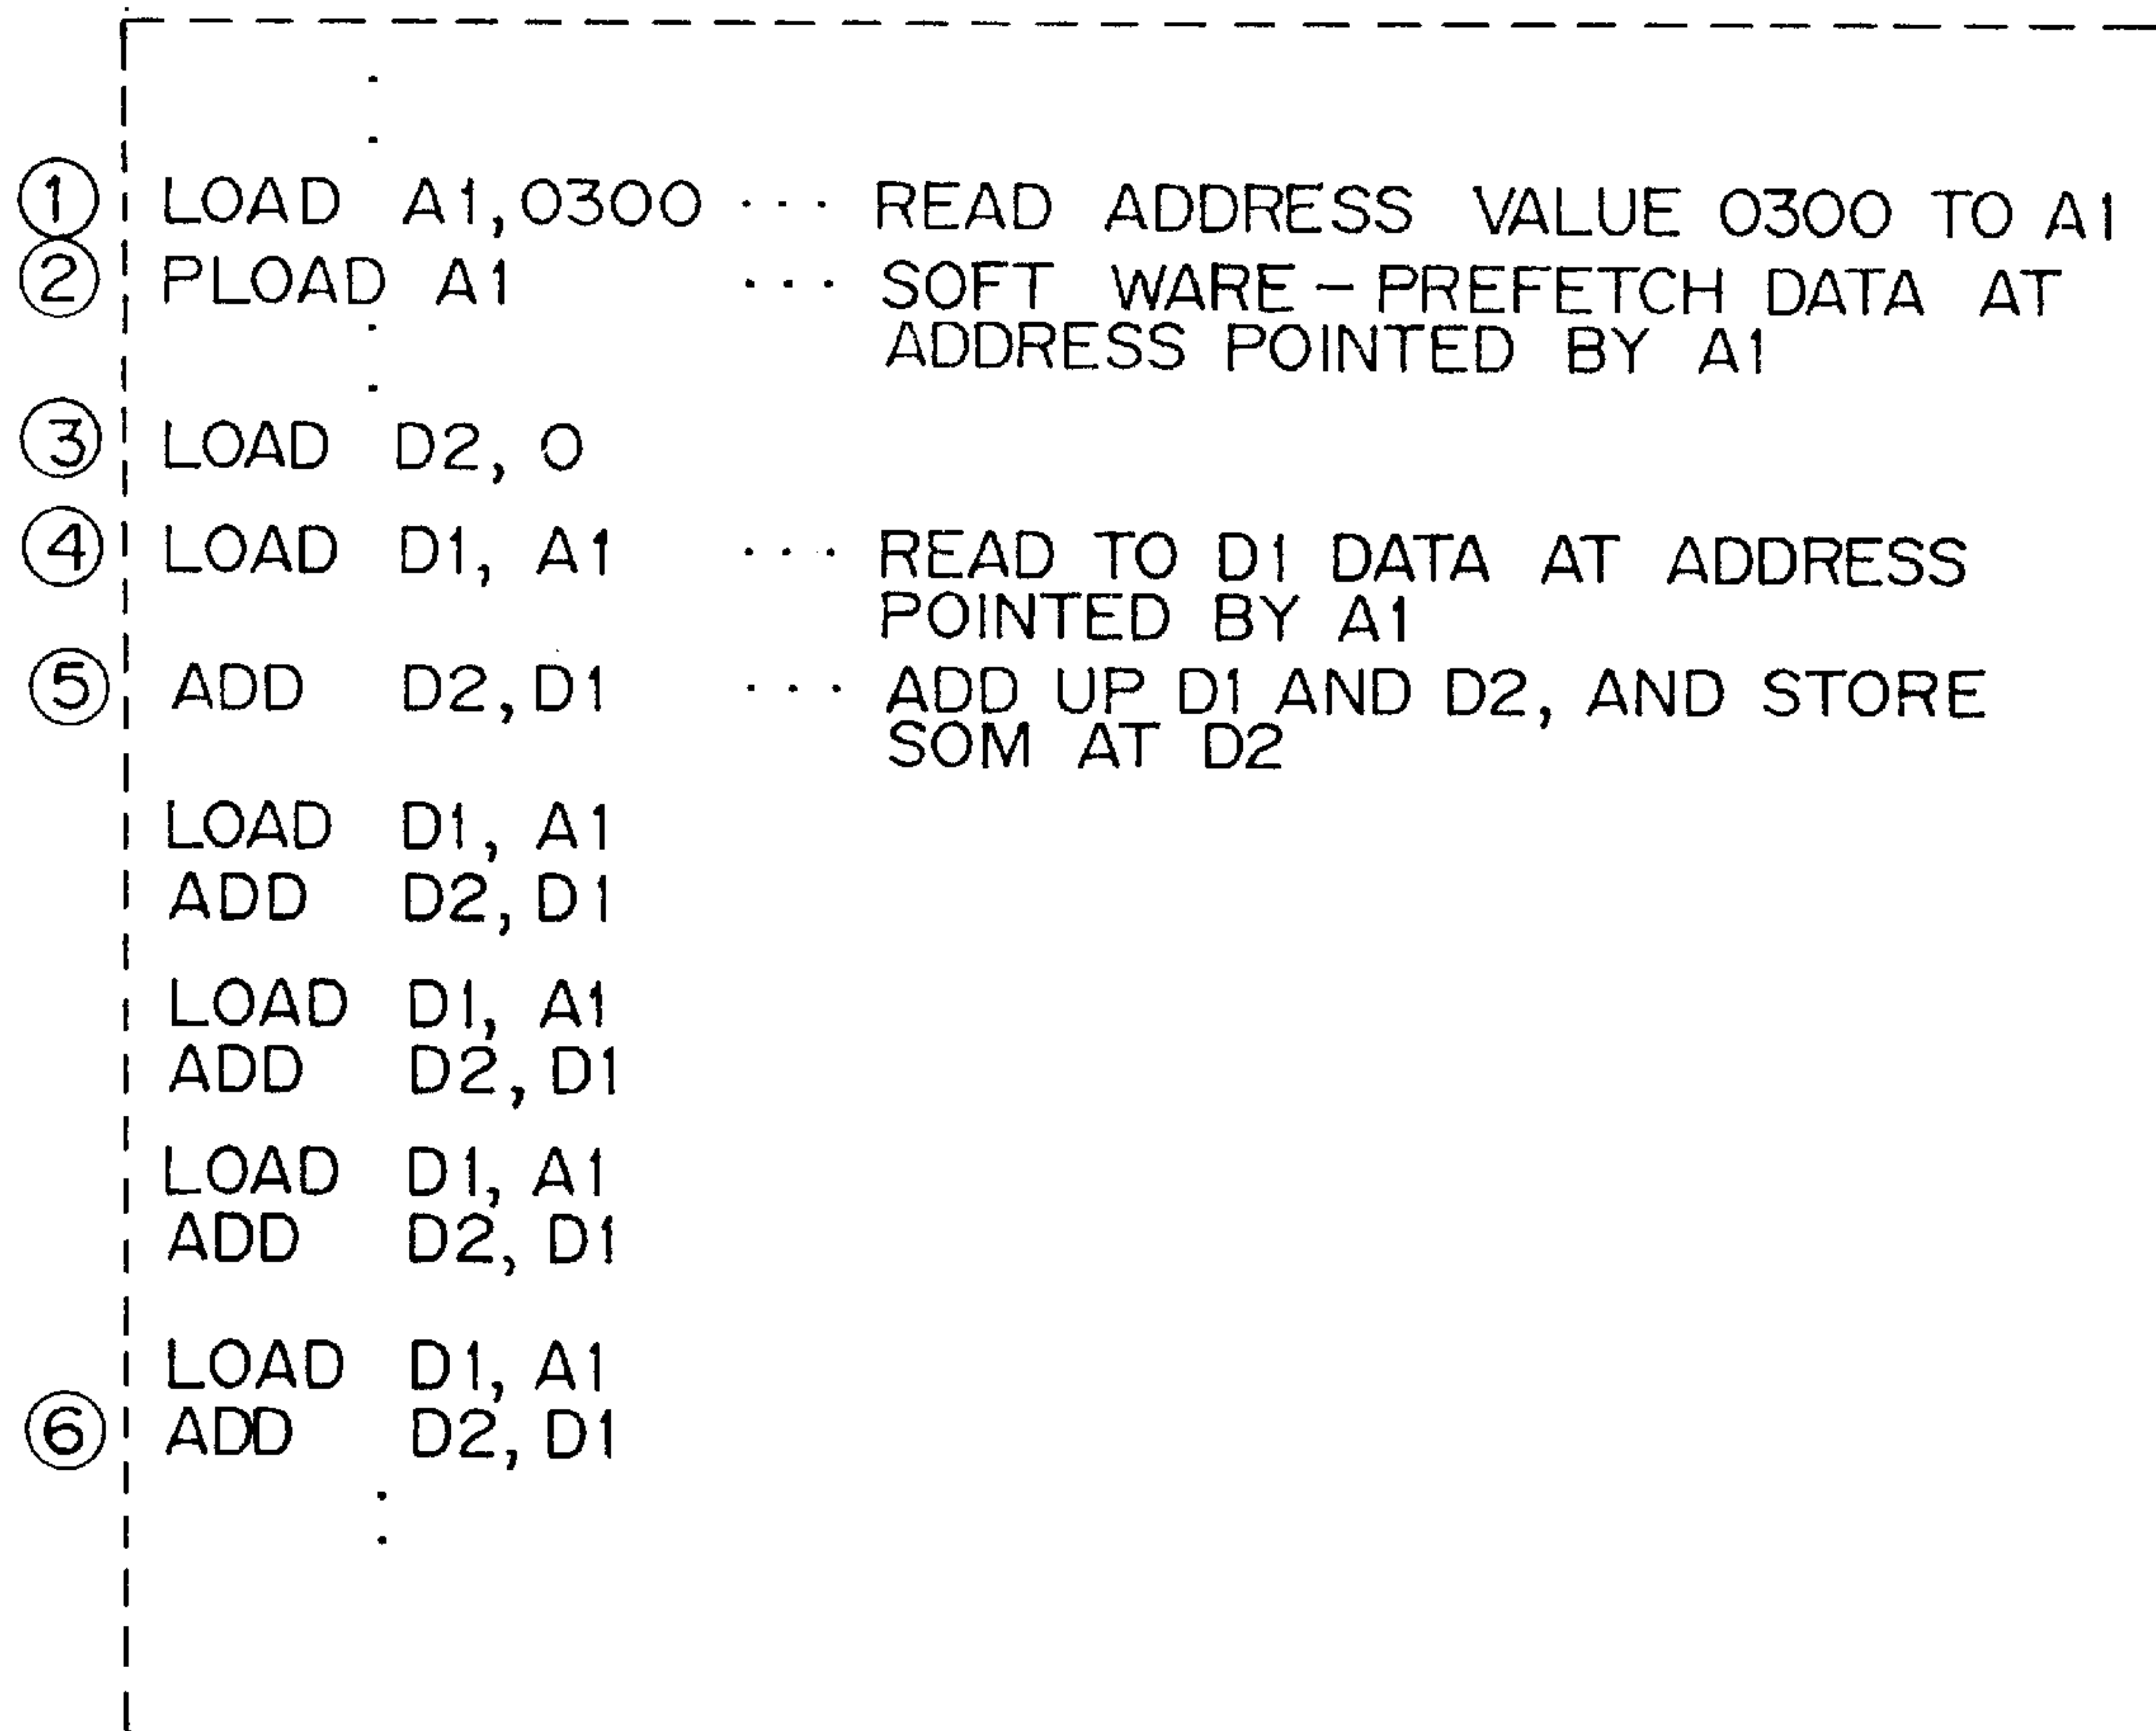 ① LOAD A1,0300 ··· READ ADDRESS VALUE 0300 TO A1
② PLOAD A1 ··· SOFT WARE-PREFETCH DATA AT
ADDRESS POINTED BY A1
③ LOAD D2, 0
④ LOAD D1, A1 ··· READ TO D1 DATA AT ADDRESS
POINTED BY A1
⑤ ADD D2,D1 ··· ADD UP D1 AND D2, AND STORE
SOM AT D2
LOAD D1, A1
ADD D2,D1
LOAD D1, A1
ADD D2,D1
LOAD D1, A1
ADD D2,D1
LOAD D1, A1
⑥ ADD D2,D1